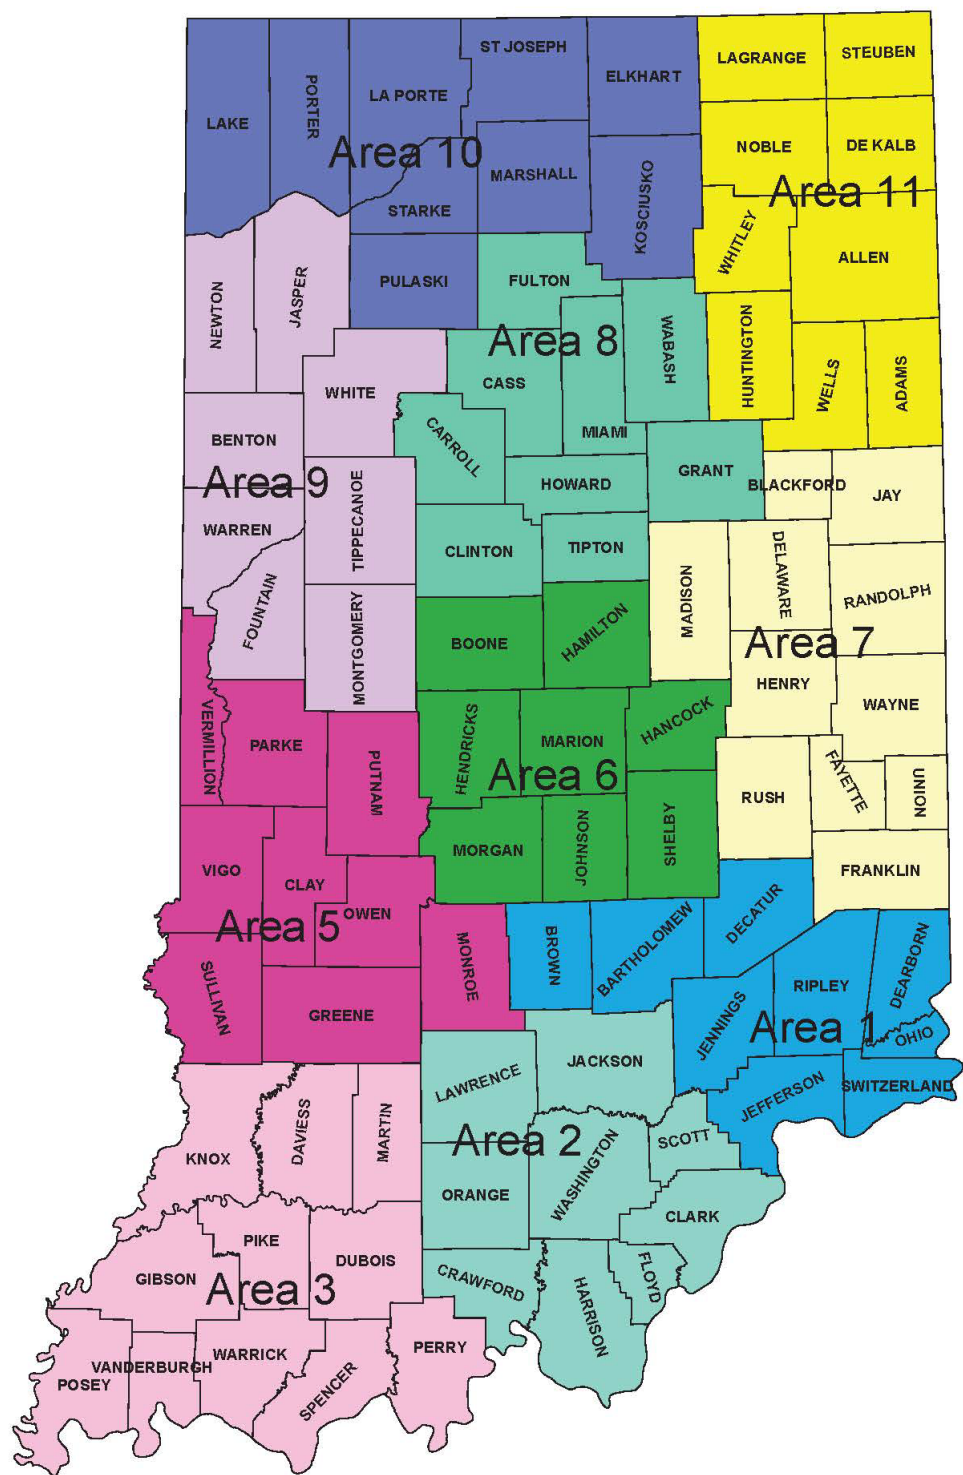 ST JOSEPH
LAGRANGE
STEUBEN
ELKHART
LA PORTE
PORTER
LAKE
NOBLE
DE KALB
Area 10
MARSHALL
KOSCIUSKO
Area 11
STARKE
WHITLEY
ALLEN
PULASKI
FULTON
JASPER
NEWTON
Area 8
WABASH
HUNTINGTON
WELLS
ADAMS
WHITE
CASS
BENTON
CARROLL
MIAMI
Area 9
GRANT
HOWARD
BLACKFORD
JAY
WARREN
TIPPECANOE
CLINTON
TIPTON
DELAWARE
MADISON
RANDOLPH
FOUNTAIN
BOONE
HAMILTON
Area 7
MONTGOMERY
HENRY
WAYNE
VERMILLION
PARKE
HENDRICKS
MARION
HANCOCK
PUTNAM
Area 6
RUSH
FAYETTE
UNION
MORGAN
JOHNSON
SHELBY
VIGO
CLAY
FRANKLIN
OWEN
Area 5
MONROE
BROWN
BARTHOLOMEW
DECATUR
DEARBORN
SULLIVAN
GREENE
RIPLEY
Area 1
JENNINGS
OHIO
JACKSON
LAWRENCE
JEFFERSON
SWITZERLAND
DAVIESS
MARTIN
KNOX
Area 2
WASHINGTON
SCOTT
ORANGE
CLARK
PIKE
DUBOIS
GIBSON
Area 3
CRAWFORD
FLOYD
HARRISON
PERRY
WARRICK
VANDERBURGH
POSEY
SPENCER